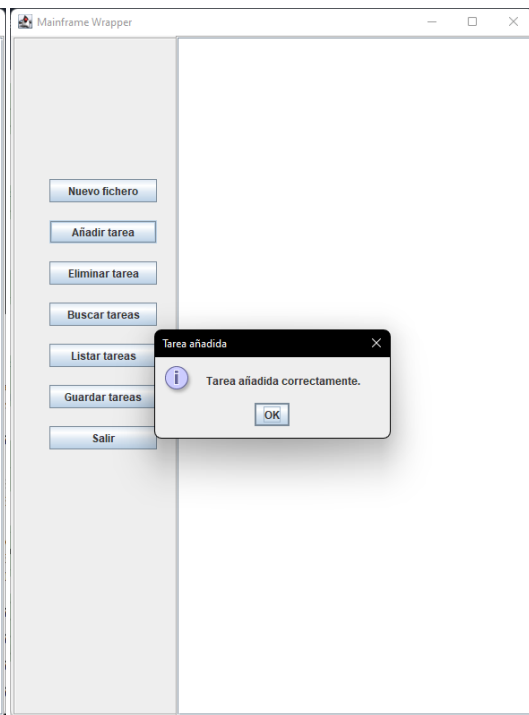 Mainframe Wrapper
Nuevo fichero
Añadir tarea
Eliminar tarea
Buscar tareas
Listar tareas
Guardar tareas
Salir
Tarea añadida
Tarea añadida correctamente.
OK